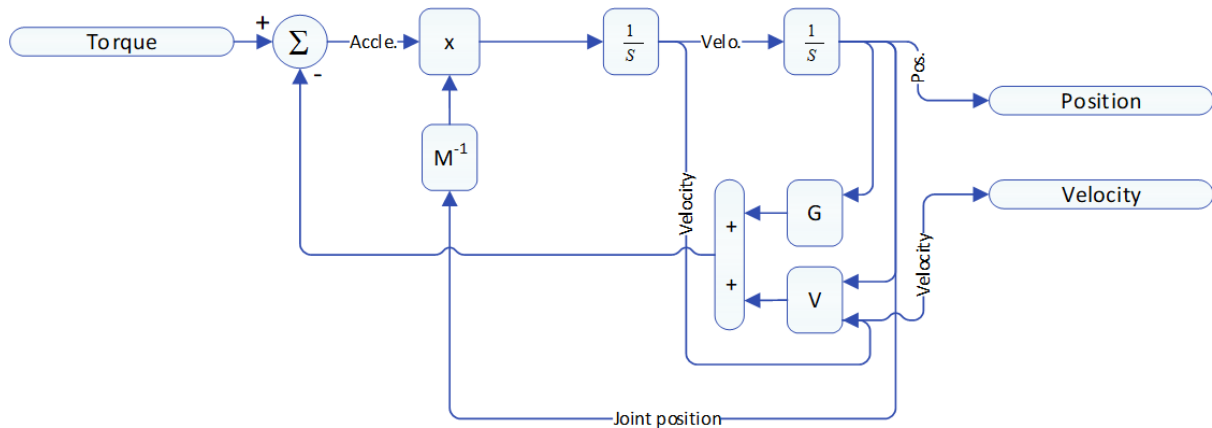 Torque
+
Σ
-
Accle.
x
1
S
Velo.
1
S
Pos.
Position
M-1
Velocity
G
Velocity
+
+
V
Velocity
Joint position